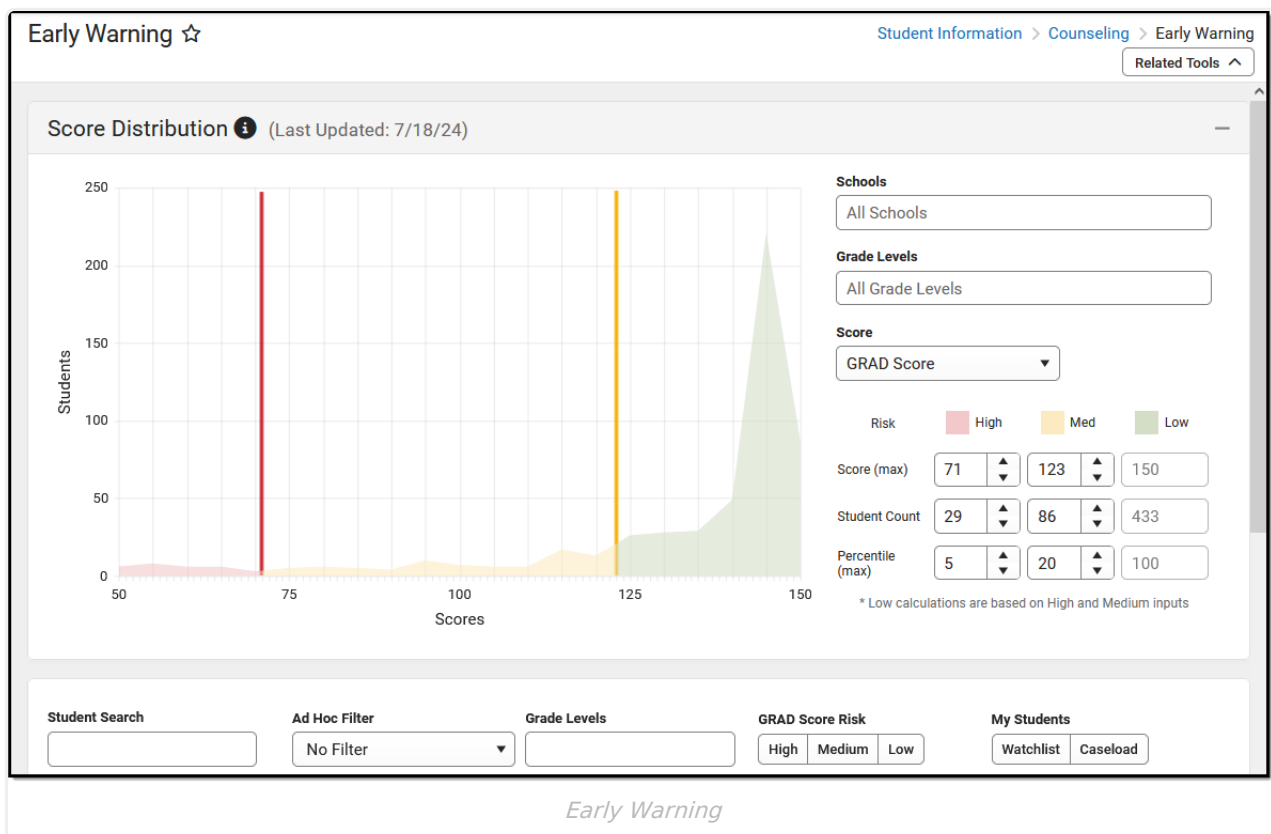 Early Warning
Student Information > Counseling > Early Warning
Related Tools
Score Distribution (Last Updated: 7/18/24)
250
200
150
100
50
0
Students
50 75 100 125 150
Scores
Schools
All Schools
Grade Levels
All Grade Levels
Score
GRAD Score
Risk High Med Low
Score (max) 71 123 150
Student Count 29 86 433
Percentile
(max) 5 20 100
* Low calculations are based on High and Medium inputs
Student Search Ad Hoc Filter Grade Levels GRAD Score Risk My Students
No Filter High Medium Low Watchlist Caseload
Early Warning